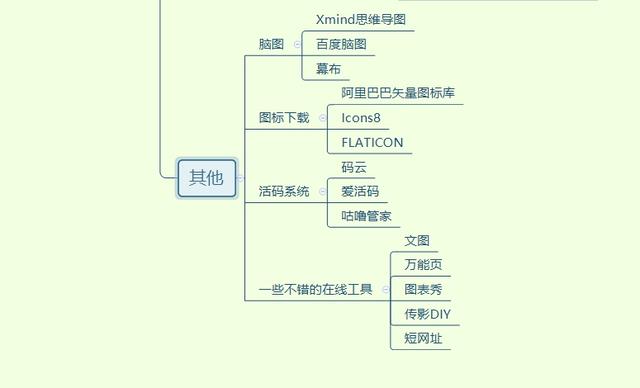 其他
脑图
Xmind思维导图
百度脑图
幕布
图标下载
阿里巴巴矢量图标库
Icons8
FLATICON
活码系统
码云
爱活码
咕噜管家
一些不错的在线工具
文图
万能页
图表秀
传影DIY
短网址